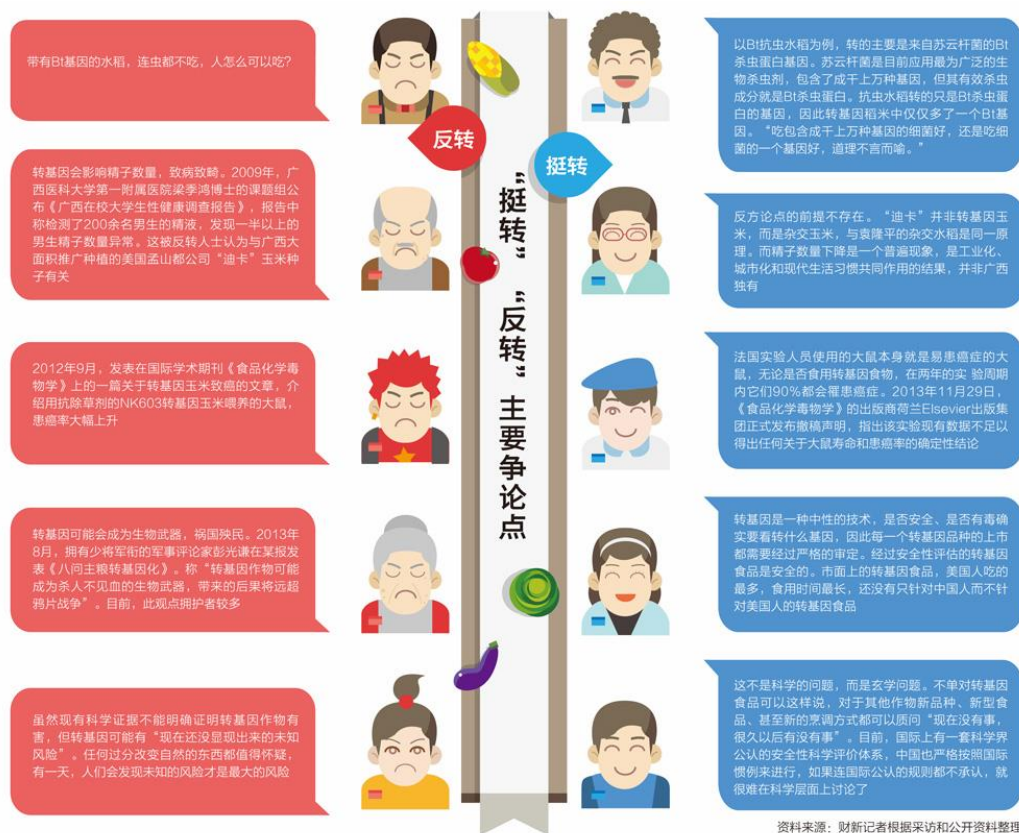 带有Bt基因的水稻，连虫都不吃，人怎么可以吃？
反转
挺转
以Bt抗虫水稻为例，转的主要是来自苏云杆菌的Bt
杀虫蛋白基因。苏云杆菌是目前应用最为广泛的生
物杀虫剂，包含了成千上万种基因，但其有效杀虫
成分就是Bt杀虫蛋白。抗虫水稻转的只是Bt杀虫蛋
白的基因，因此转基因稻米中仅仅多了一个Bt基
因。“吃包含成千上万种基因的细菌好，还是吃细
菌的一个基因好，道理不言而喻。”
“挺转”“反转”主要争论点
转基因会影响精子数量，致病致畸。2009年，广
西医科大学第一附属医院梁季鸿博士的课题组公
布《广西在校大学生性健康调查报告》，报告中
称检测了200余名男生的精液，发现一半以上的
男生精子数量异常。这被反转人士认为与广西大
面积推广种植的美国孟山都公司“迪卡”玉米种
子有关
反方论点的前提不存在。“迪卡”并非转基因玉
米，而是杂交玉米，与袁隆平的杂交水稻是同一原
理。而精子数量下降是一个普遍现象，是工业化、
城市化和现代生活习惯共同作用的结果，并非广西
独有
2012年9月，发表在国际学术期刊《食品化学毒
物学》上的一篇关于转基因玉米致癌的文章，介
绍用抗除草剂的NK603转基因玉米喂养的大鼠，
患癌率大幅上升
法国实验人员使用的大鼠本身就是易患癌症的大
鼠，无论是否食用转基因食物，在两年的实 验周期
内它们90%都会罹患癌症。2013年11月29日，
《食品化学毒物学》的出版商荷兰Elsevier出版集
团正式发布撤稿声明，指出该实验现有数据不足以
得出任何关于大鼠寿命和患癌率的确定性结论
转基因可能会成为生物武器，祸国殃民。2013年
8月，拥有少将军衔的军事评论家彭光谦在某报发
表《八问主粮转基因化》。称“转基因作物可能
成为杀人不见血的生物武器，带来的后果将远超
鸦片战争”。目前，此观点拥护者较多
转基因是一种中性的技术，是否安全、是否有毒确
实要看转什么基因，因此每一个转基因品种的上市
都需要经过严格的审定。经过安全性评估的转基因
食品是安全的。市面上的转基因食品，美国人吃的
最多，食用时间最长，还没有只针对中国人而不针
对美国人的转基因食品
虽然现有科学证据不能明确证明转基因作物有
害，但转基因可能有“现在还没显现出来的未知
风险”。任何过分改变自然的东西都值得怀疑，
有一天，人们会发现未知的风险才是最大的风险
这不是科学的问题，而是玄学问题。不单对转基因
食品可以这样说，对于其他作物新品种、新型食
品、甚至新的烹调方式都可以质问“现在没有事，
很久以后有没有事”。目前，国际上有一套科学界
公认的安全性科学评价体系，中国也严格按照国际
惯例来进行，如果连国际公认的规则都不承认，就
很难在科学层面上讨论了
资料来源：财新记者根据采访和公开资料整理